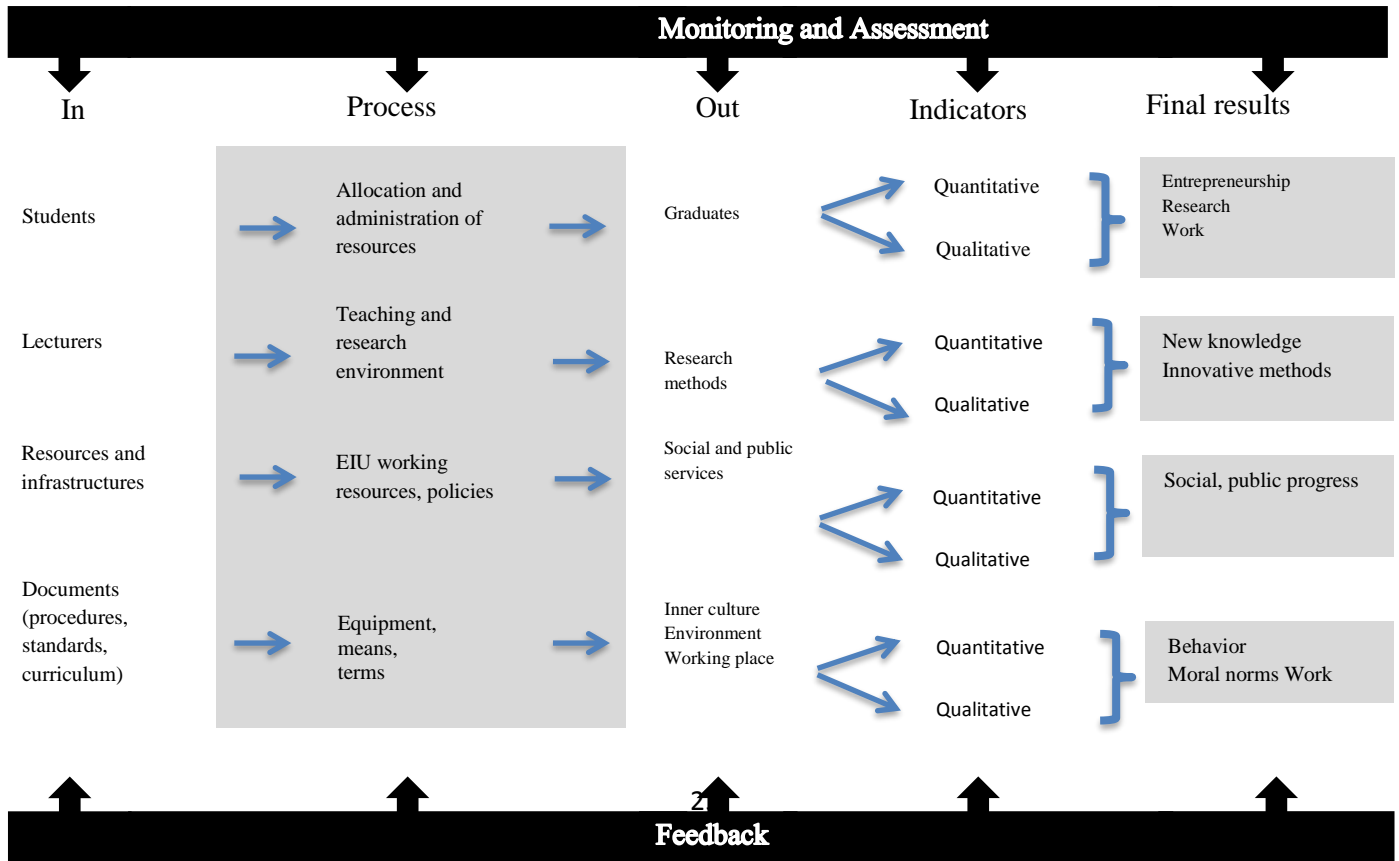 Monitoring and Assessment
In
Process
Out
Indicators
Final results
Students
Allocation and
administration of
resources
Graduates
Quantitative
Qualitative
Entrepreneurship
Research
Work
Lecturers
Teaching and
research
environment
Research
methods
Quantitative
Qualitative
New knowledge
Innovative methods
Resources and
infrastructures
EIU working
resources, policies
Social and public
services
Quantitative
Qualitative
Social, public progress
Documents
(procedures,
standards,
curriculum)
Equipment,
means,
terms
Inner culture
Environment
Working place
Quantitative
Qualitative
Behavior
Moral norms Work
Feedback